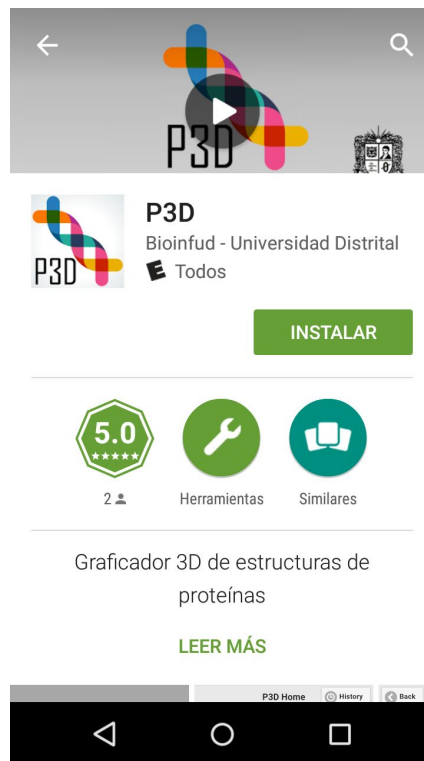 P3D
P3D
P3D
Bioinfud - Universidad Distrital
E Todos
INSTALAR
5.0
2
Herramientas
Similares
Graficador 3D de estructuras de
proteínas
LEER MÁS
P3D Home
History
Back